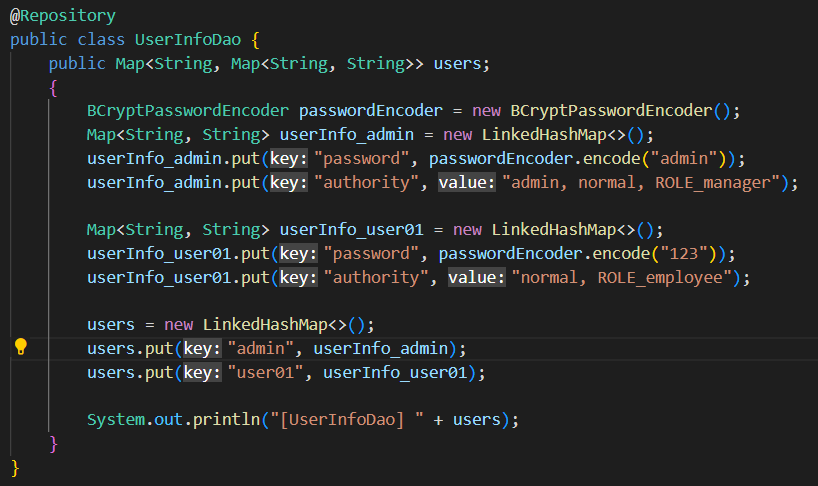 @Repository
public class UserInfoDao {
    public Map<String, Map<String, String>> users;
    {
        BCryptPasswordEncoder passwordEncoder = new BCryptPasswordEncoder();
        Map<String, String> userInfo_admin = new LinkedHashMap<>();
        userInfo_admin.put(key: "password", passwordEncoder.encode("admin"));
        userInfo_admin.put(key: "authority", value: "admin, normal, ROLE_manager");

        Map<String, String> userInfo_user01 = new LinkedHashMap<>();
        userInfo_user01.put(key: "password", passwordEncoder.encode("123"));
        userInfo_user01.put(key: "authority", value: "normal, ROLE_employee");

        users = new LinkedHashMap<>();
        users.put(key: "admin", userInfo_admin);
        users.put(key: "user01", userInfo_user01);

        System.out.println("[UserInfoDao] " + users);
    }
}